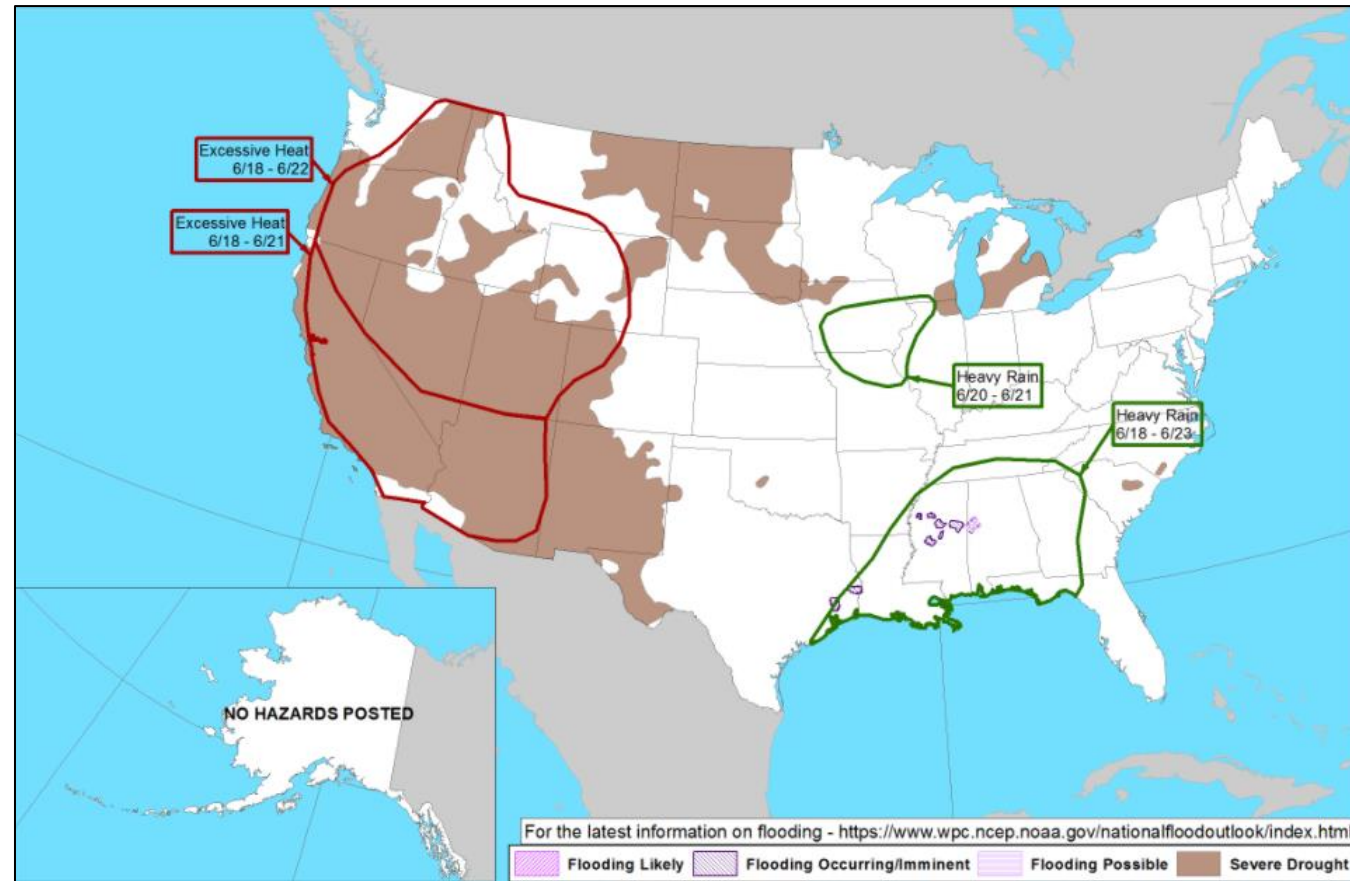 Excessive Heat
6/18 - 6/22
Excessive Heat
6/18 - 6/21
Heavy Rain
6/20 - 6/21
Heavy Rain
6/18 - 6/23
NO HAZARDS POSTED
For the latest information on flooding - https://www.wpc.ncep.noaa.gov/nationalfloodoutlook/index.html
Flooding Likely Flooding Occurring/Imminent Flooding Possible Severe Drought